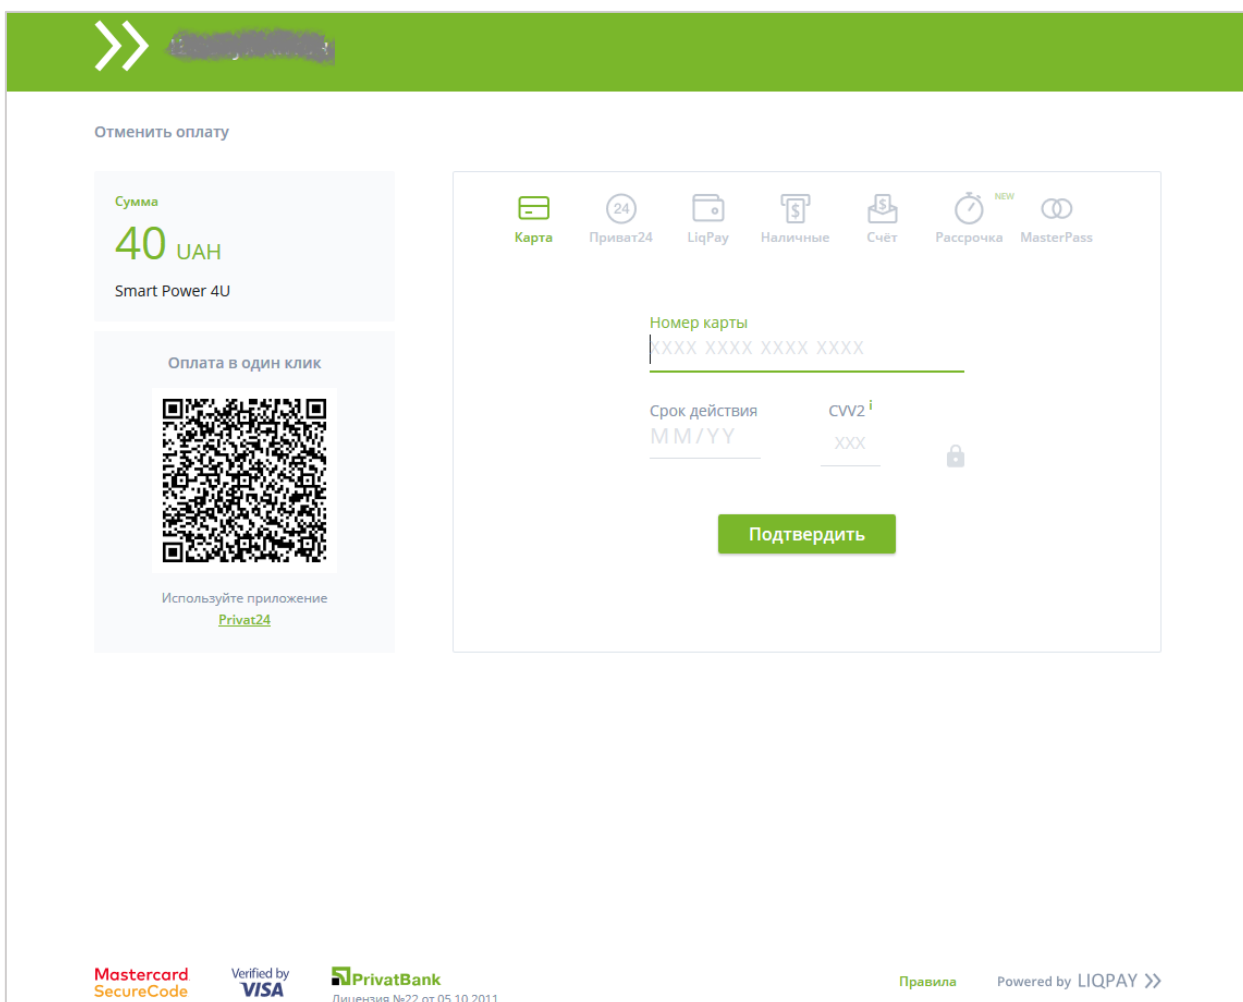 Отменить оплату
Сумма
40 UAH
Smart Power 4U
Оплата в один клик
Используйте приложение
Privat24
24
NEW
Карта
Приват24
LiqPay
Наличные
Счёт
Рассрочка
MasterPass
Номер карты
XXXX XXXX XXXX XXXX
Срок действия
CVV2 i
MM/YY
XXX
Подтвердить
Mastercard
SecureCode
Verified by
VISA
PrivatBank
Лицензия №22 от 05.10.2011
Правила
Powered by LIQPAY